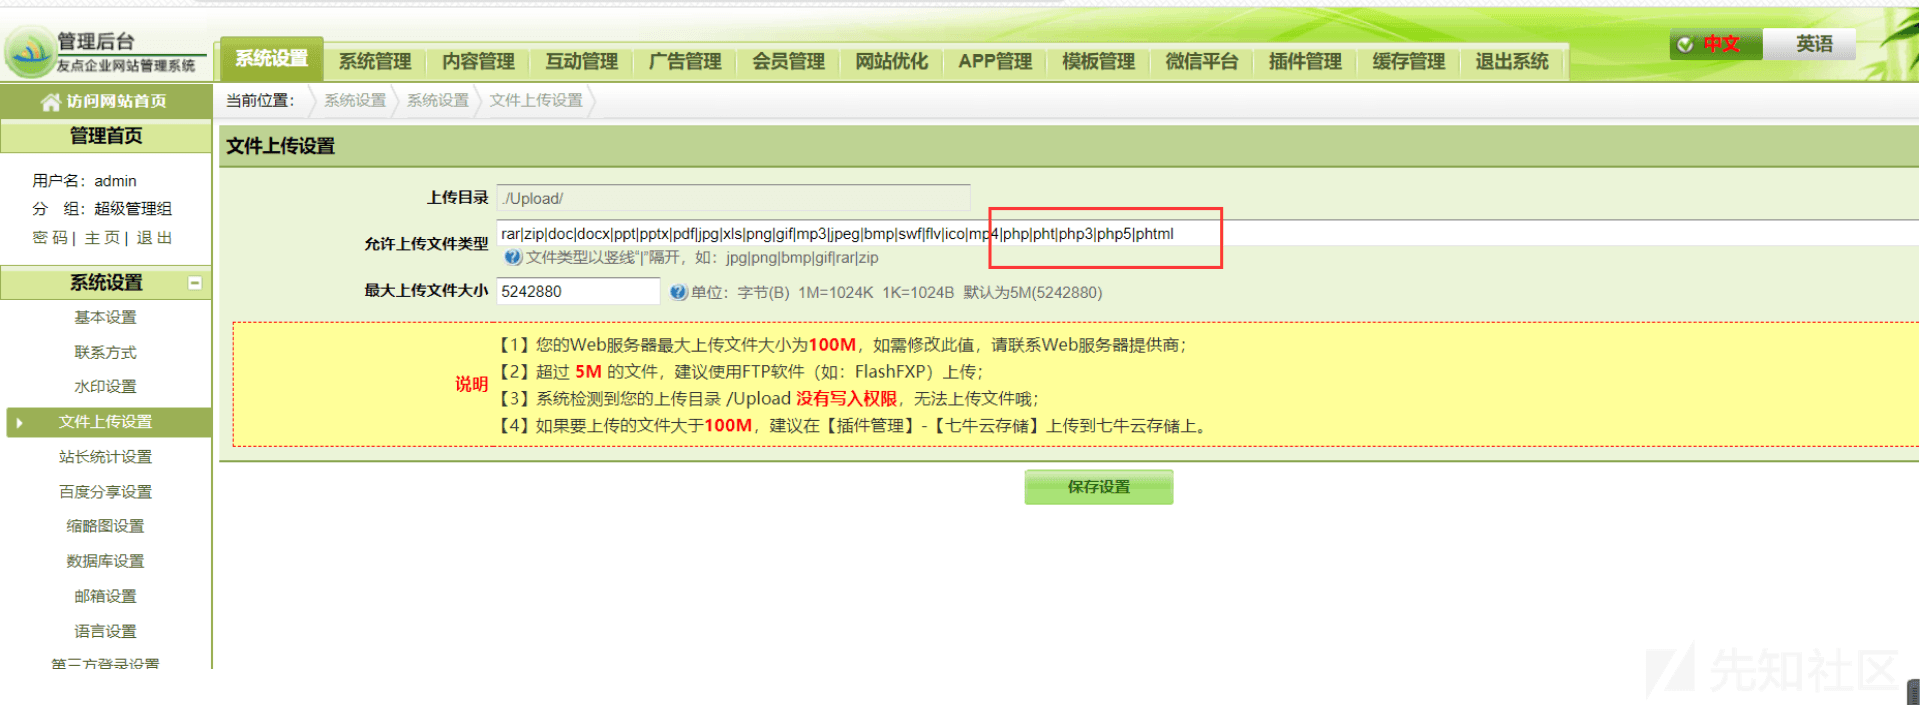 管理后台
友点企业网站管理系统
系统设置 系统管理 内容管理 互动管理 广告管理 会员管理 网站优化 APP管理 模板管理 微信平台 插件管理 缓存管理 退出系统
中文 英语
访问网站首页
当前位置： 系统设置 系统设置 文件上传设置
管理首页
用户名：admin
分 组：超级管理组
密 码 | 主 页 | 退 出
系统设置
基本设置
联系方式
水印设置
文件上传设置
站长统计设置
百度分享设置
缩略图设置
数据库设置
邮箱设置
语言设置
第三方登录设置
文件上传设置
上传目录 ./Upload/
允许上传文件类型 rar|zip|doc|docx|ppt|pptx|pdf|jpg|xls|png|gif|mp3|jpeg|bmp|swf|flv|ico|mp4|php|pht|php3|php5|phtml
文件类型以竖线“|”隔开，如：jpg|png|bmp|gif|rar|zip
最大上传文件大小 5242880 单位：字节(B) 1M=1024K 1K=1024B 默认为5M(5242880)
说明
【1】您的Web服务器最大上传文件大小为100M，如需修改此值，请联系Web服务器提供商；
【2】超过 5M 的文件，建议使用FTP软件（如：FlashFXP）上传；
【3】系统检测到您的上传目录 /Upload 没有写入权限，无法上传文件哦；
【4】如果要上传的文件大于100M，建议在【插件管理】-【七牛云存储】上传到七牛云存储上。
保存设置
先知社区